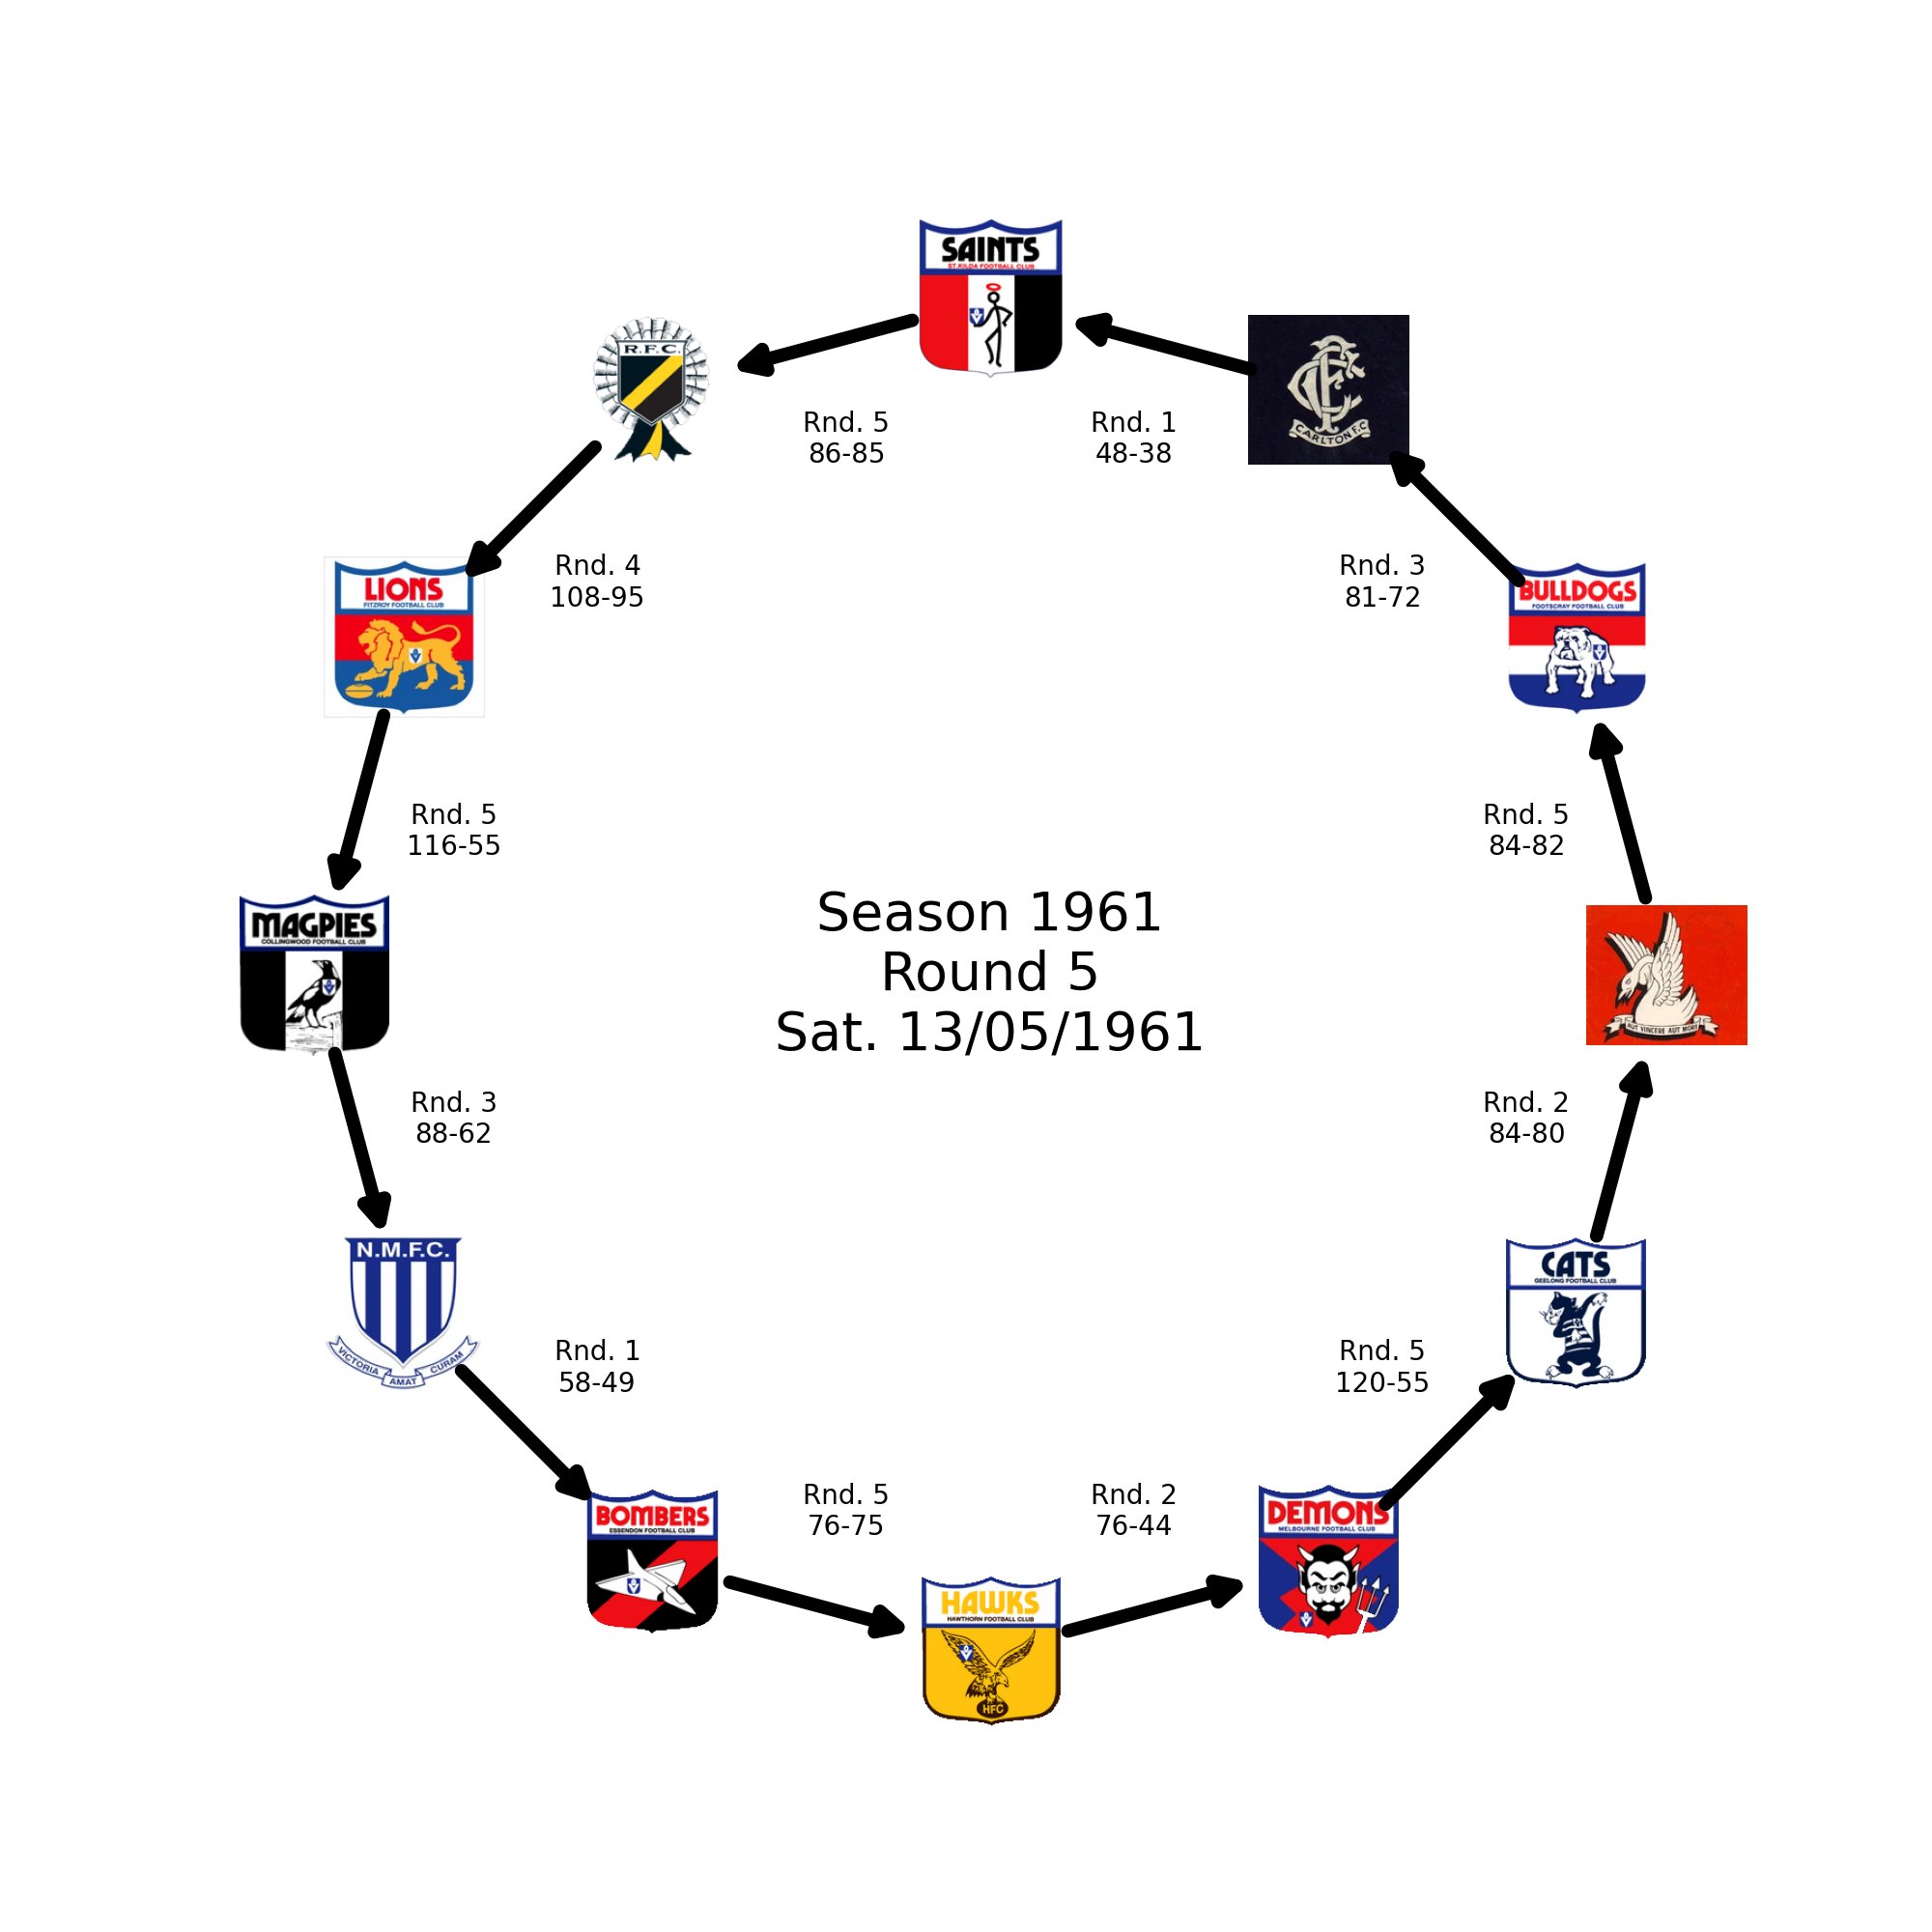 SAINTS
ST.KILDA FOOTBALL CLUB
R.F.C.
CFC
CARLTON F.C
Rnd. 5
86-85
Rnd. 1
48-38
LIONS
FITZROY FOOTBALL CLUB
Rnd. 4
108-95
Rnd. 3
81-72
BULLDOGS
FOOTSCRAY FOOTBALL CLUB
Rnd. 5
116-55
Rnd. 5
84-82
MAGPIES
COLLINGWOOD FOOTBALL CLUB
Season 1961
Round 5
Sat. 13/05/1961
AUT VINCERE AUT MORI
Rnd. 3
88-62
Rnd. 2
84-80
N.M.F.C.
VICTORIA AMAT CURAM
CATS
GEELONG FOOTBALL CLUB
Rnd. 1
58-49
Rnd. 5
120-55
BOMBERS
ESSENDON FOOTBALL CLUB
Rnd. 5
76-75
Rnd. 2
76-44
DEMONS
MELBOURNE FOOTBALL CLUB
HAWKS
HAWTHORN FOOTBALL CLUB
HFC